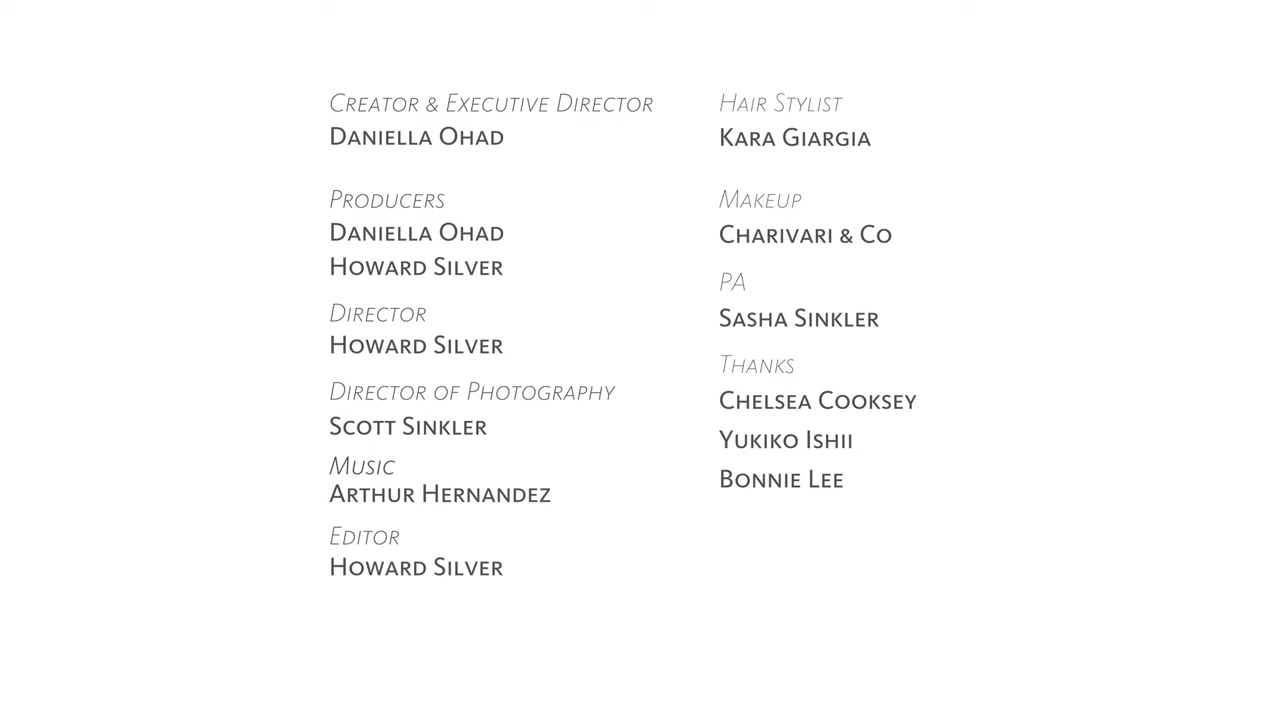 Creator & Executive Director
Daniella Ohad
Producers
Daniella Ohad
Howard Silver
Director
Howard Silver
Director of Photography
Scott Sinkler
Music
Arthur Hernandez
Editor
Howard Silver
Hair Stylist
Kara Giargia
Makeup
Charivari & Co
PA
Sasha Sinkler
Thanks
Chelsea Cooksey
Yukiko Ishii
Bonnie Lee